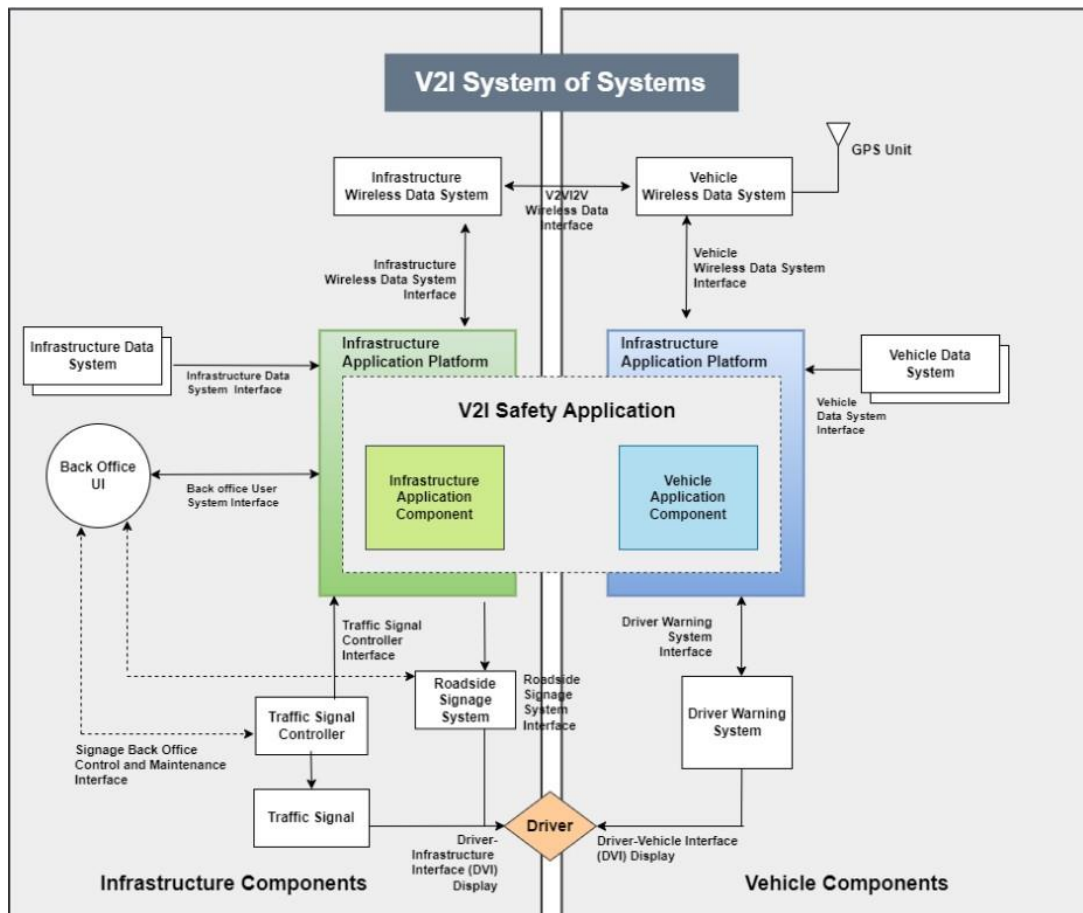 V2I System of Systems
GPS Unit
Infrastructure
Wireless Data System
V2VI2V
Wireless Data
Interface
Vehicle
Wireless Data System
Infrastructure
Wireless Data System
Interface
Vehicle
Wireless Data System
Interface
Infrastructure Data
System
Infrastructure Data
System Interface
Infrastructure
Application Platform
Infrastructure
Application Platform
Vehicle Data
System
Vehicle
Data System
Interface
V2I Safety Application
Back Office
UI
Back office User
System Interface
Infrastructure
Application
Component
Vehicle
Application
Component
Traffic Signal
Controller
Interface
Driver Warning
System
Interface
Roadside
Signage
System
Roadside
Signage
System
Interface
Traffic Signal
Controller
Driver Warning
System
Signage Back Office
Control and Maintenance
Interface
Traffic Signal
Driver
Driver-
Infrastructure
Interface (DVI)
Display
Driver-Vehicle Interface
(DVI) Display
Infrastructure Components
Vehicle Components